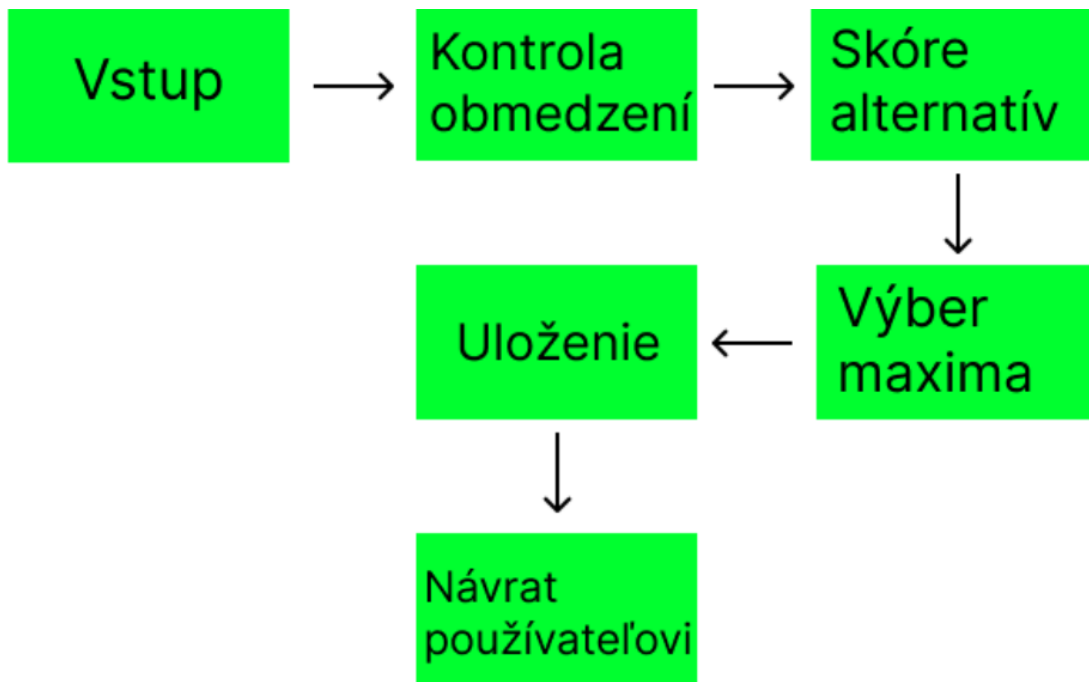 Vstup
Kontrola
obmedzení
Skóre
alternatív
Výber
maxima
Uloženie
Návrat
používateľovi